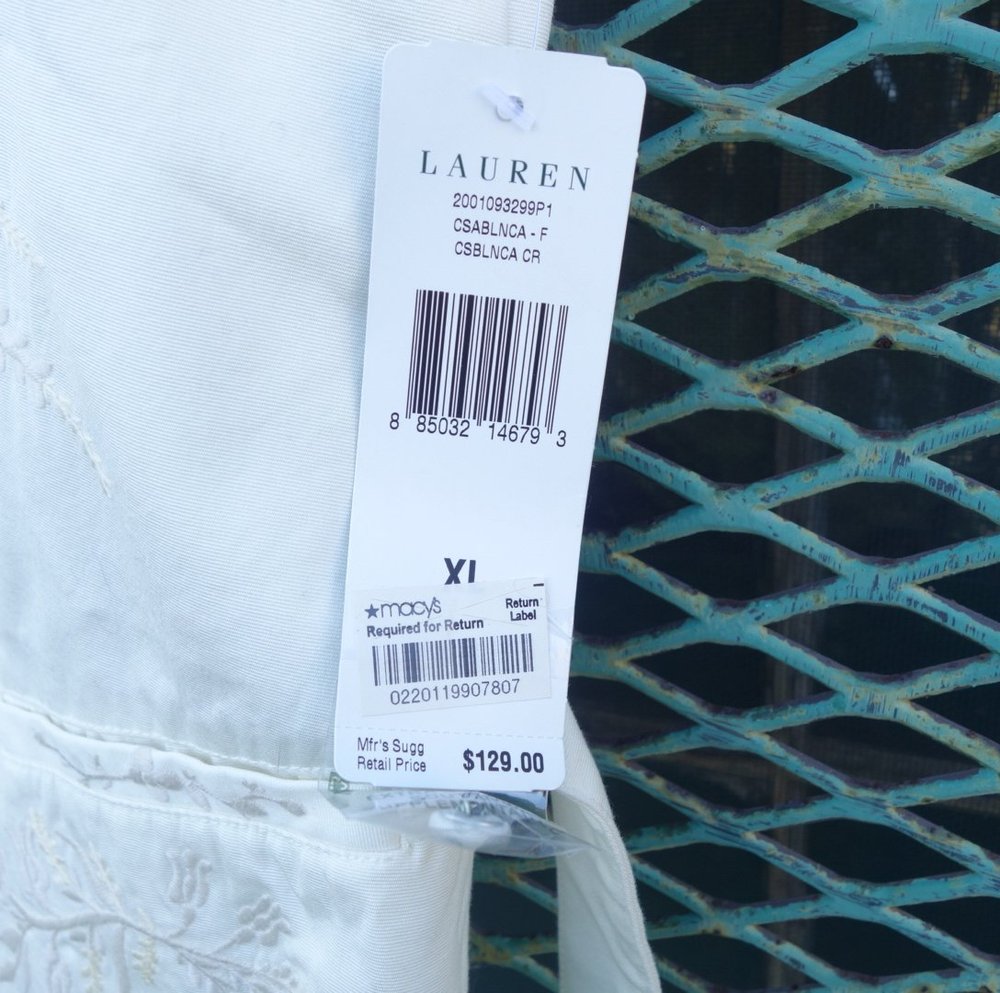 LAUREN
2001093299P1
CSABLNCA - F
CSBLNCA CR
8 85032 14679 3
XL
★macy's
Return
Label
Required for Return
0220119907807
Mfr's Sugg
Retail Price
$129.00